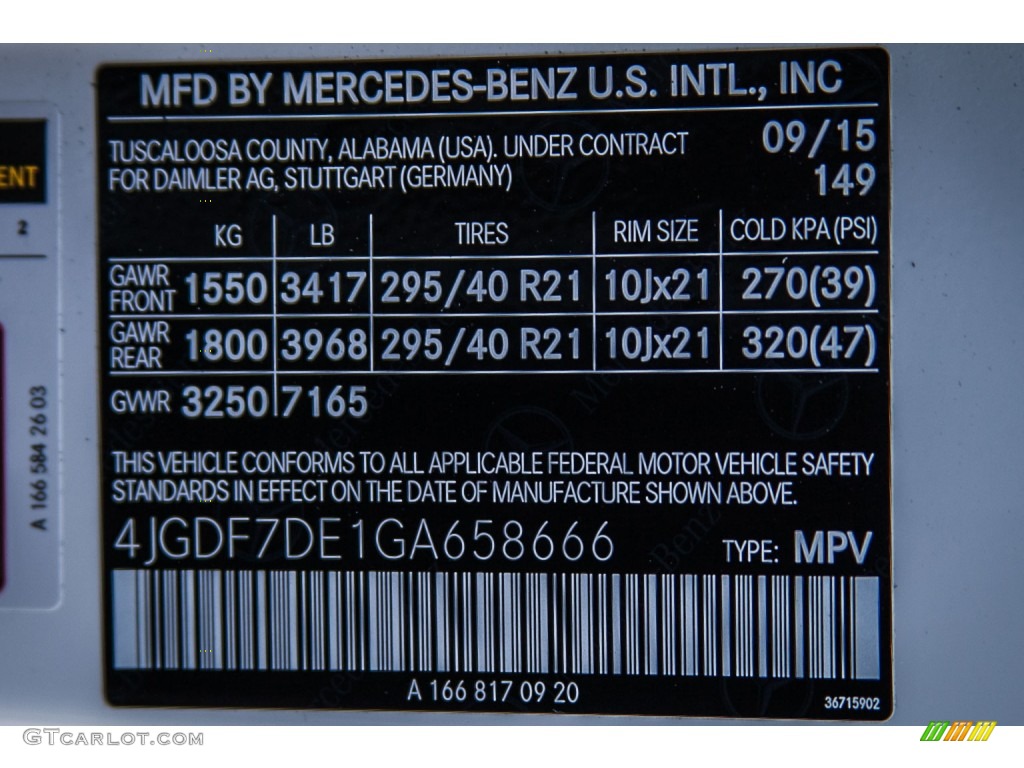 MFD BY MERCEDES-BENZ U.S. INTL., INC
TUSCALOOSA COUNTY, ALABAMA (USA). UNDER CONTRACT 09/15
FOR DAIMLER AG, STUTTGART (GERMANY) 149
KG LB TIRES RIM SIZE COLD KPA (PSI)
GAWR FRONT 1550 3417 295/40 R21 10Jx21 270(39)
GAWR REAR 1800 3968 295/40 R21 10Jx21 320(47)
GVWR 3250 7165
THIS VEHICLE CONFORMS TO ALL APPLICABLE FEDERAL MOTOR VEHICLE SAFETY
STANDARDS IN EFFECT ON THE DATE OF MANUFACTURE SHOWN ABOVE.
4JGDF7DE1GA658666 TYPE: MPV
A 166 817 09 20
36715902
ENT
2
A 166 584 26 03
GTcarlot.com